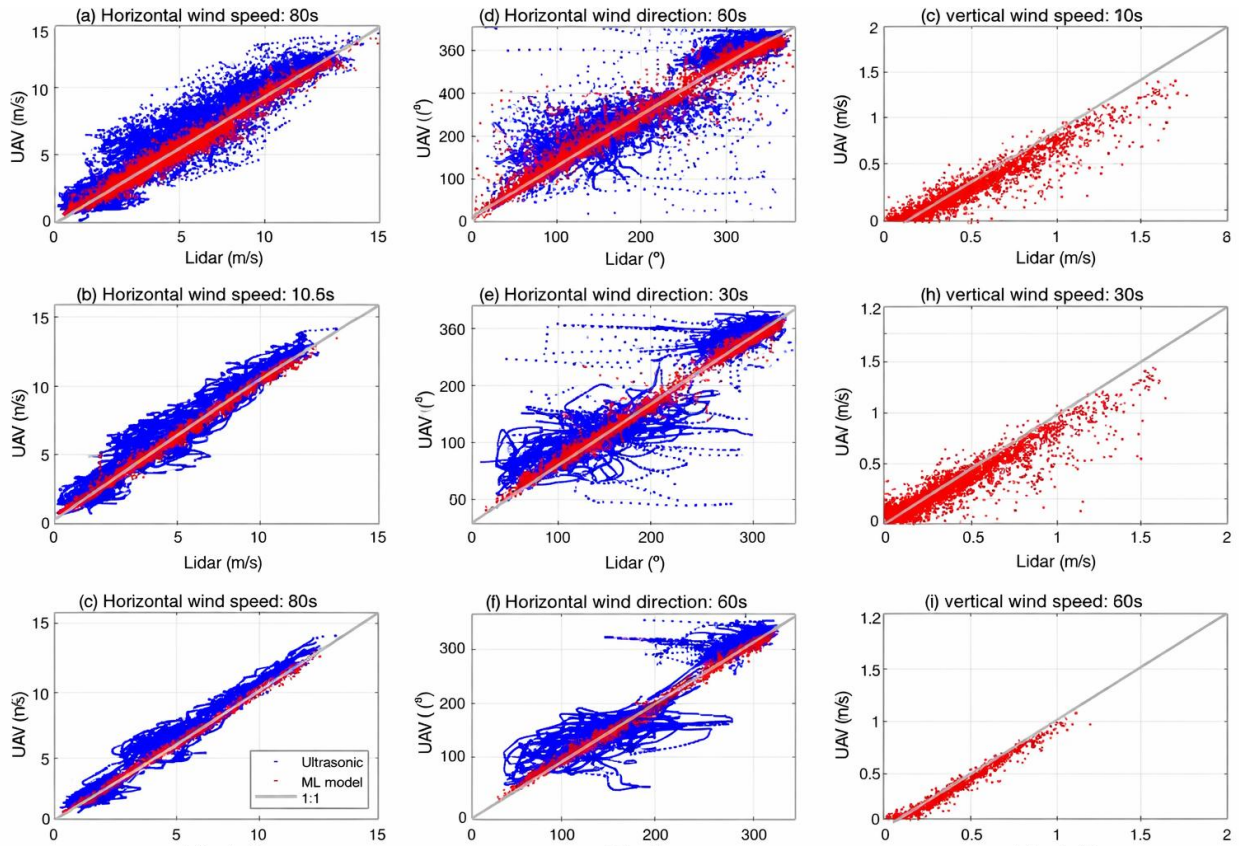 (a) Horizontal wind speed: 80s
15
10
5
0
UAV (m/s)
0 5 10 15
Lidar (m/s)
(d) Horizontal wind direction: 60s
360
400
200
100
0
UAV ((°)
0 100 200 300
Lidar (°)
(c) vertical wind speed: 10s
2
1.5
1
0.5
0
UAV (m/s)
0 0.5 1 1.5 8
Lidar (m/s)
(b) Horizontal wind speed: 10.6s
15
10
5
0
UAV (m/s)
0 5 10 15
Lidar (m/s)
(e) Horizontal wind direction: 30s
360
200
100
60
UAV ((°)
100 200 300
Lidar (°)
(h) vertical wind speed: 30s
1.2
1.5
1
0.5
0
UAV (m/s)
0 0.5 1 1.5 2
Lidar (m/s)
(c) Horizontal wind speed: 80s
15
10
5
0
UAV (m/s)
Ultrasonic
ML model
1:1
0 5 10 15
(f) Horizontal wind direction: 60s
300
200
100
0
UAV ((°)
100 200 300
(i) vertical wind speed: 60s
1.2
1.5
1
0.5
0
UAV (m/s)
0 0.5 1 1.5 2